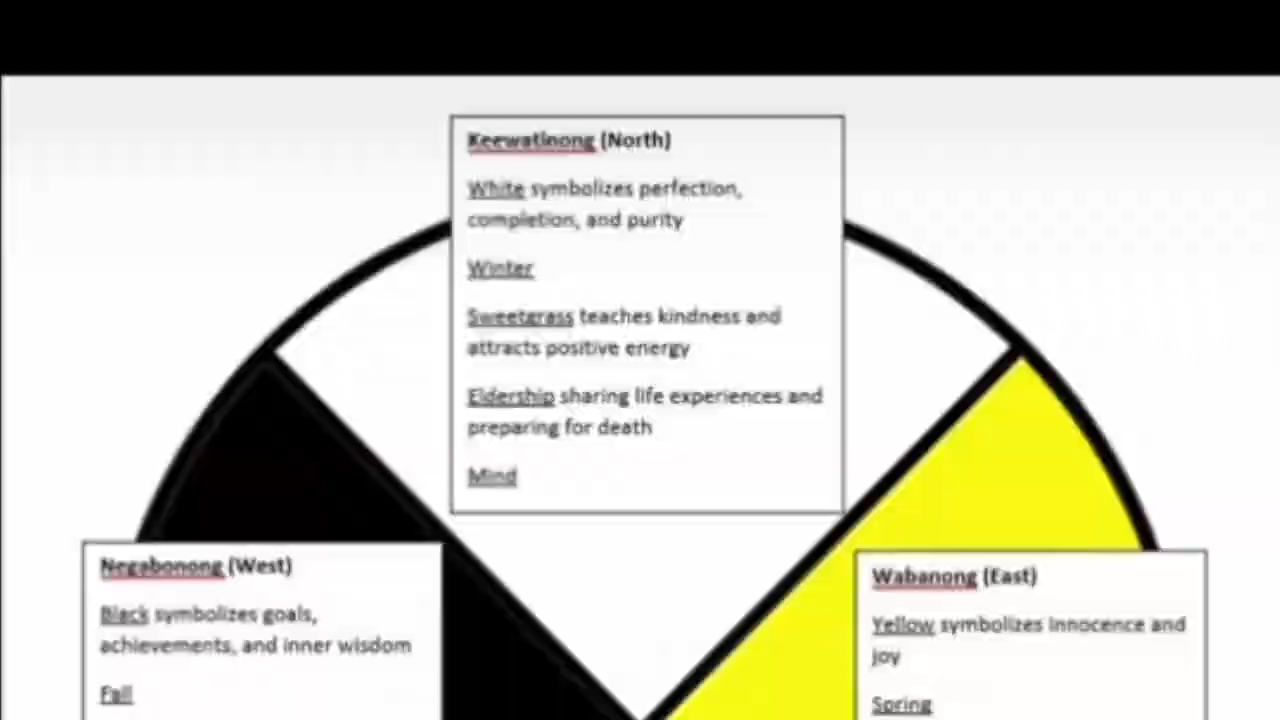 Keewatinong (North)
White symbolizes perfection,
completion, and purity
Winter
Sweetgrass teaches kindness and
attracts positive energy
Eldership sharing life experiences and
preparing for death
Mind
Negabonong (West)
Black symbolizes goals,
achievements, and inner wisdom
Fall
Wabanong (East)
Yellow symbolizes innocence and
joy
Spring